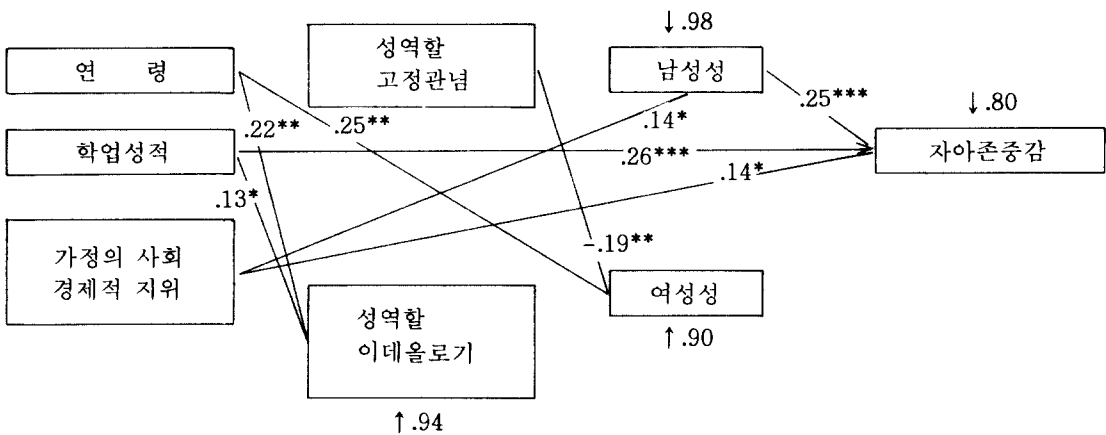 ↓.98
연 령
성역할
고정관념
남성성
.25***
↓.80
.22**
.25**
.14*
학업성적
.26***
자아존중감
.13*
.14*
가정의 사회
경제적 지위
-.19**
성역할
이데올로기
여성성
↑.90
↑.94